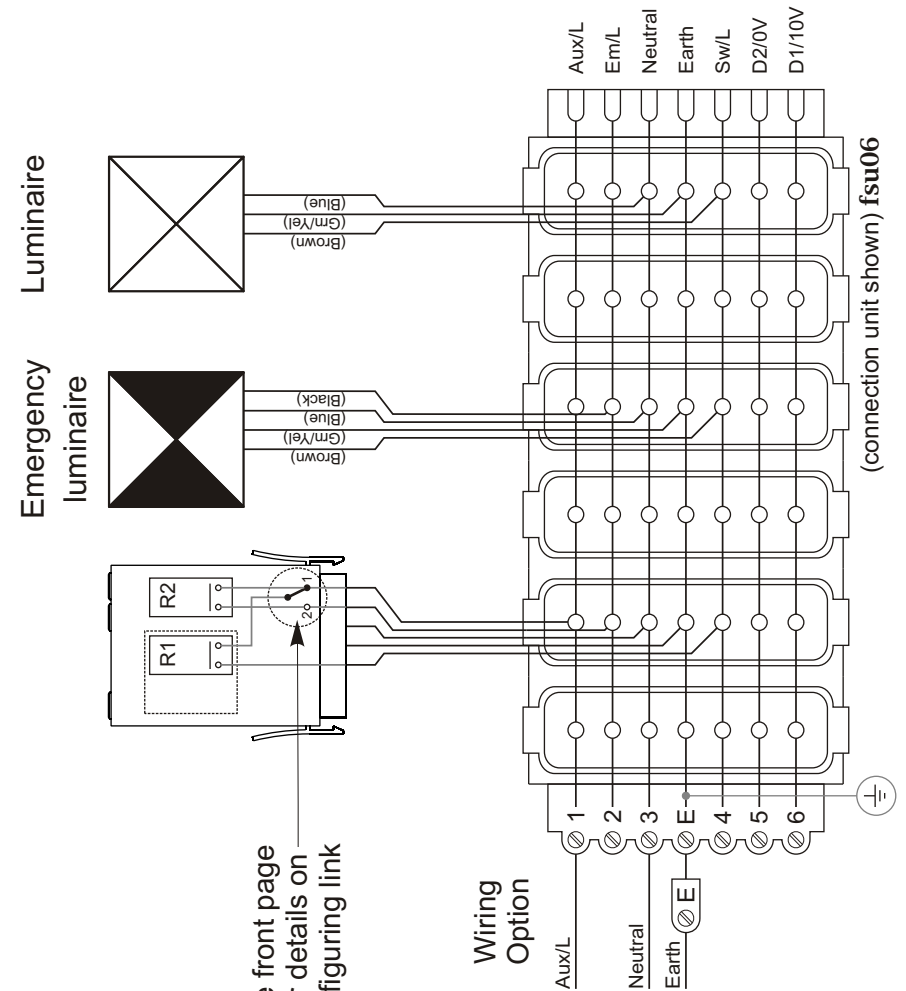 Luminaire
Emergency
luminaire
(Blue)
(Grn/Yel)
(Brown)
(Black)
(Blue)
(Grn/Yel)
(Brown)
R2
R1
1
2
front page
details on
link
Wiring
Option
Aux/L
Neutral
Earth
E
1
2
3
E
4
5
6
Aux/L
Em/L
Neutral
Earth
Sw/L
D2/0V
D1/10V
(connection unit shown) fsu06